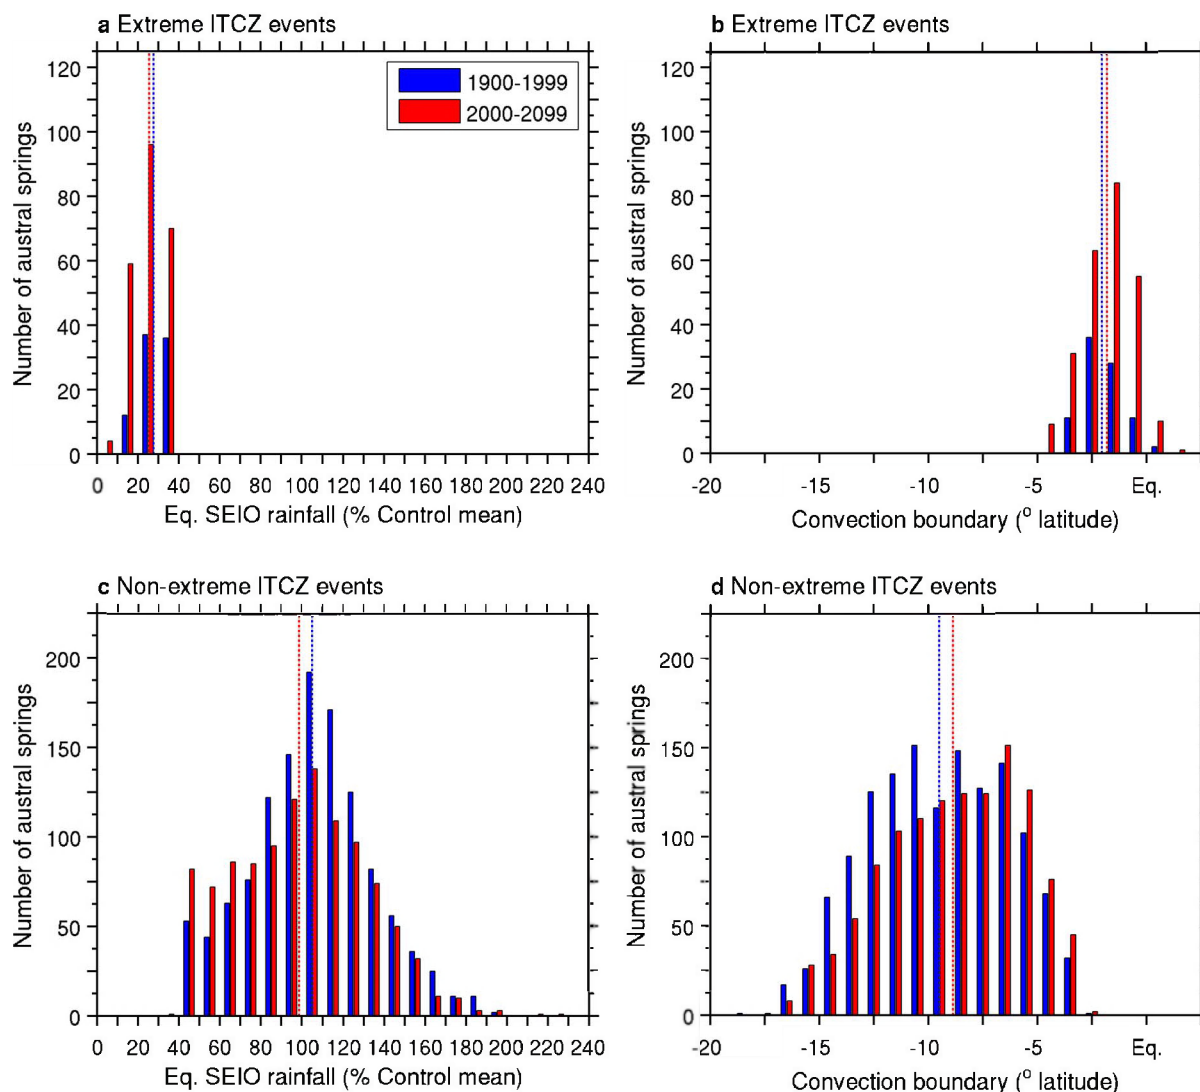 a Extreme ITCZ events
120
100
80
60
40
20
0
Number of austral springs
1900-1999
2000-2099
0 20 40 60 80 100 120 140 160 180 200 220 240
Eq. SEIO rainfall (% Control mean)
b Extreme ITCZ events
120
100
80
60
40
20
0
Number of austral springs
-20 -15 -10 -5 Eq.
Convection boundary (° latitude)
c Non-extreme ITCZ events
200
150
100
50
0
Number of austral springs
0 20 40 60 80 100 120 140 160 180 200 220 240
Eq. SEIO rainfall (% Control mean)
d Non-extreme ITCZ events
200
150
100
50
0
Number of austral springs
-20 -15 -10 -5 Eq.
Convection boundary (° latitude)